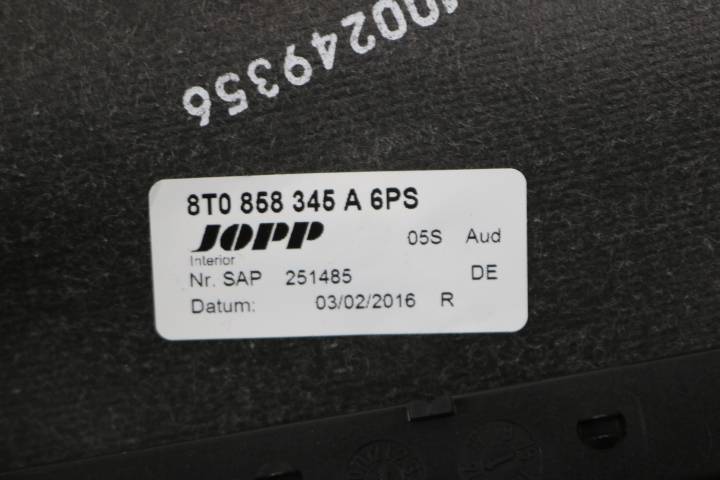 00249356
8T0 858 345 A 6PS
JOPP 05S Aud
Interior
Nr. SAP 251485 DE
Datum: 03/02/2016 R